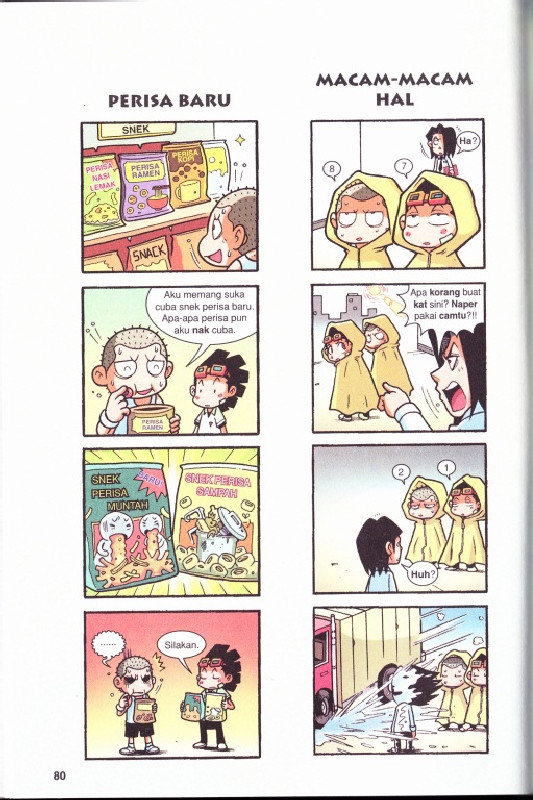 PERISA BARU
SNEK
PERISA
NASI
LEMAK
PERISA
RAMEN
PERISA
KOPI
SNACK
Aku memang suka
cuba snek perisa baru.
Apa-apa perisa pun
aku nak cuba.
PERISA
RAMEN
SNEK
PERISA
MUNTAH
BARU!
SNEK PERISA
SAMPAH
......
Silakan.
MACAM-MACAM
HAL
8
7
Ha?
Apa korang buat
kat sini? Naper
pakai camtu?!!
2
1
Huh?
80